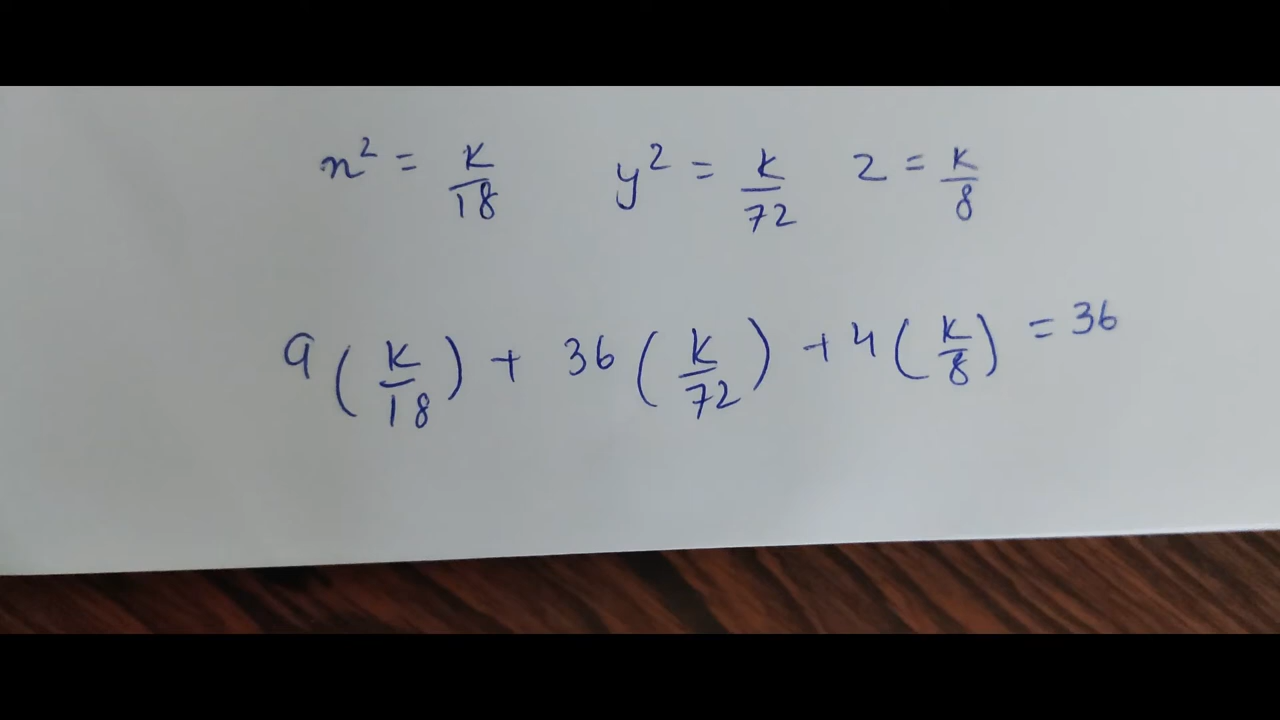 x² = K/18 y² = K/72 z = K/8
9 (K/18) + 36 (K/72) + 4 (K/8) = 36